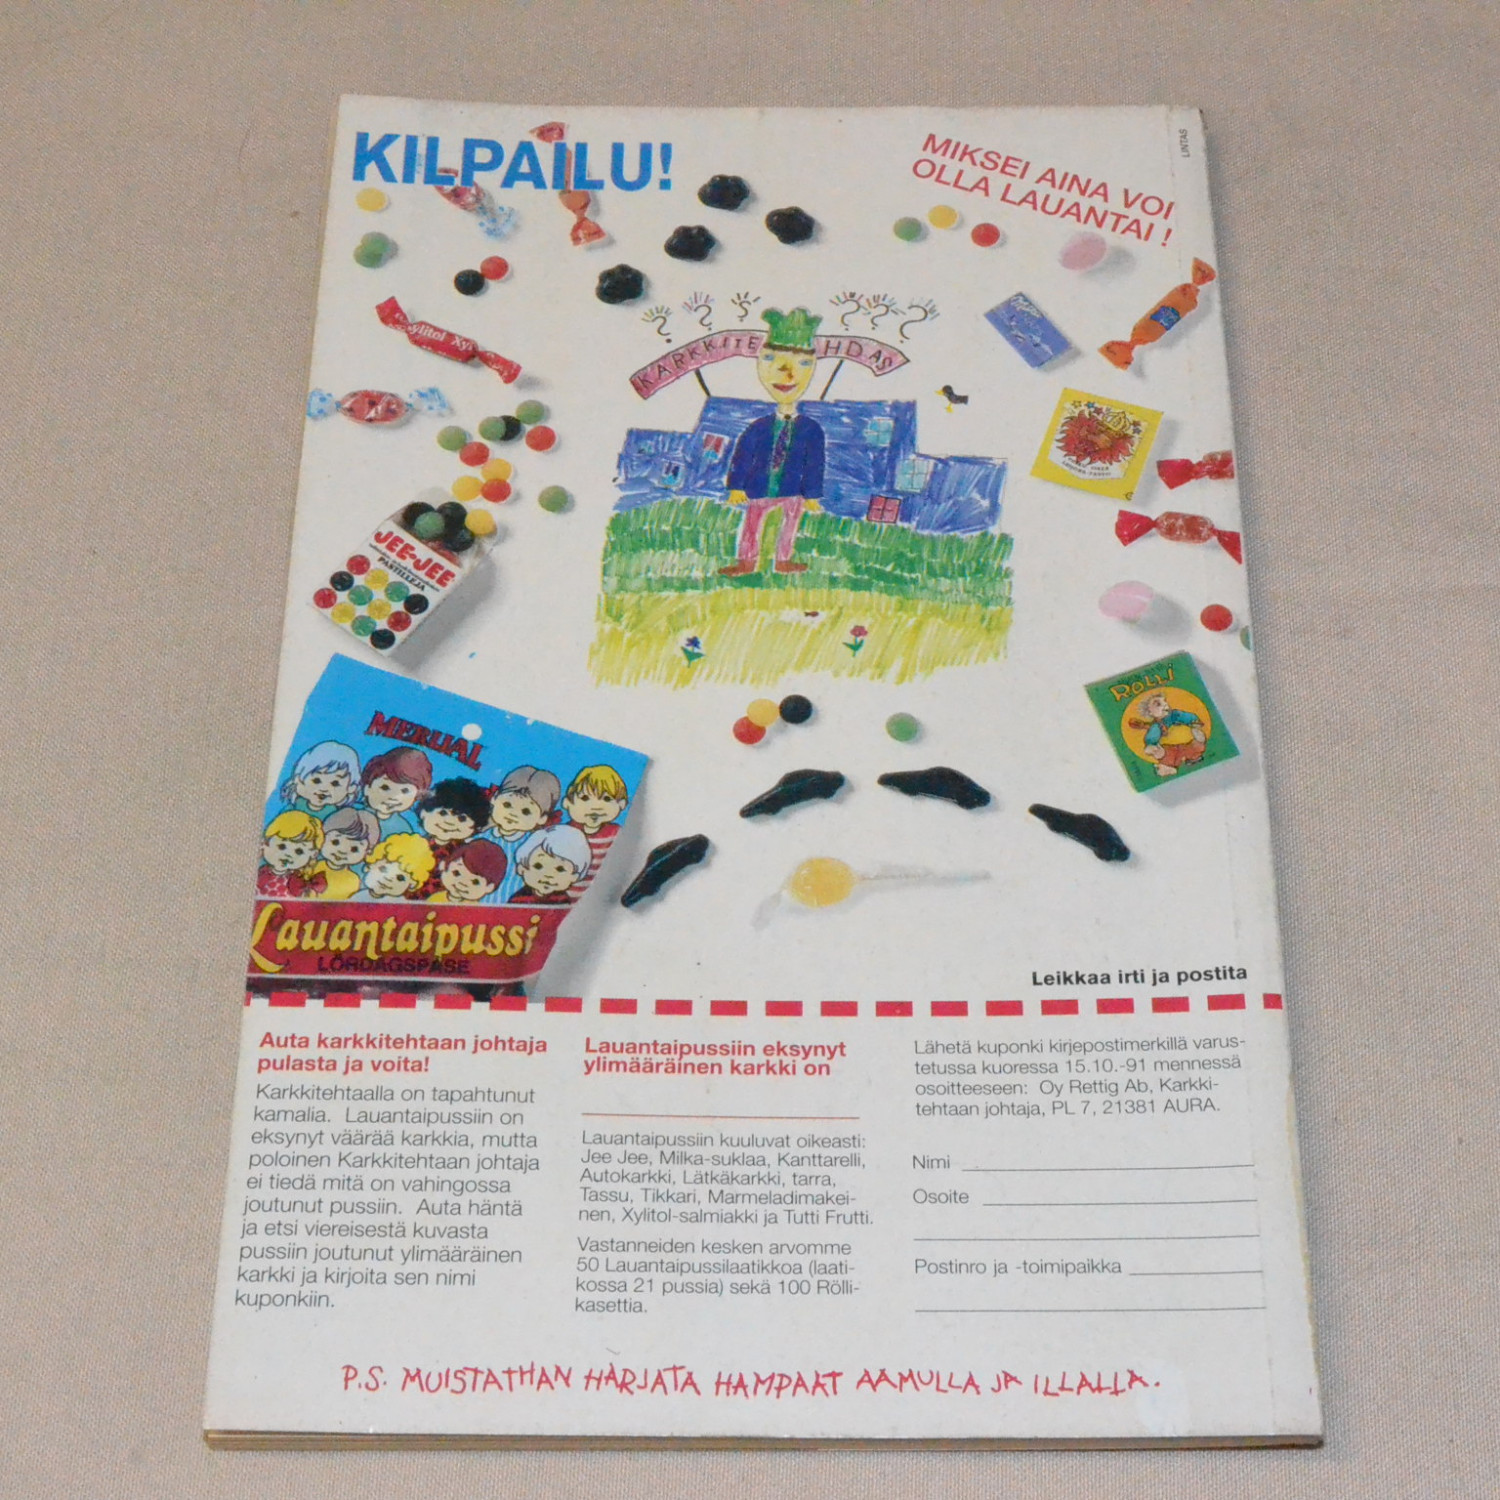 KILPAILU!
MIKSEI AINA VOI
OLLA LAUANTAI !
LINTAS
KARKKITEHDAS
Xylitol Xy
JEE-JEE
PASTILLEJA
RÖLLI
MERIJAL
Lauantaipussi
LÖRDAGSPÅSE
Leikkaa irti ja postita
Auta karkkitehtaan johtaja
pulasta ja voita!
Karkkitehtaalla on tapahtunut
kamalia. Lauantaipussiin on
eksynyt väärää karkkia, mutta
poloinen Karkkitehtaan johtaja
ei tiedä mitä on vahingossa
joutunut pussiin. Auta häntä
ja etsi viereisestä kuvasta
pussiin joutunut ylimääräinen
karkki ja kirjoita sen nimi
kuponkiin.
Lauantaipussiin eksynyt
ylimääräinen karkki on
Lauantaipussiin kuuluvat oikeasti:
Jee Jee, Milka-suklaa, Kanttarelli,
Autokarkki, Lätkäkarkki, tarra,
Tassu, Tikkari, Marmeladimakei-
nen, Xylitol-salmiakki ja Tutti Frutti.
Vastanneiden kesken arvomme
50 Lauantaipussilaatikkoa (laati-
kossa 21 pussia) sekä 100 Rölli-
kasettia.
Lähetä kuponki kirjepostimerkillä varus-
tetussa kuoressa 15.10.-91 mennessä
osoitteeseen: Oy Rettig Ab, Karkki-
tehtaan johtaja, PL 7, 21381 AURA.
Nimi
Osoite
Postinro ja -toimipaikka
P.S. MUISTATHAN HARJATA HAMPAAT AAMULLA JA ILLALLA.